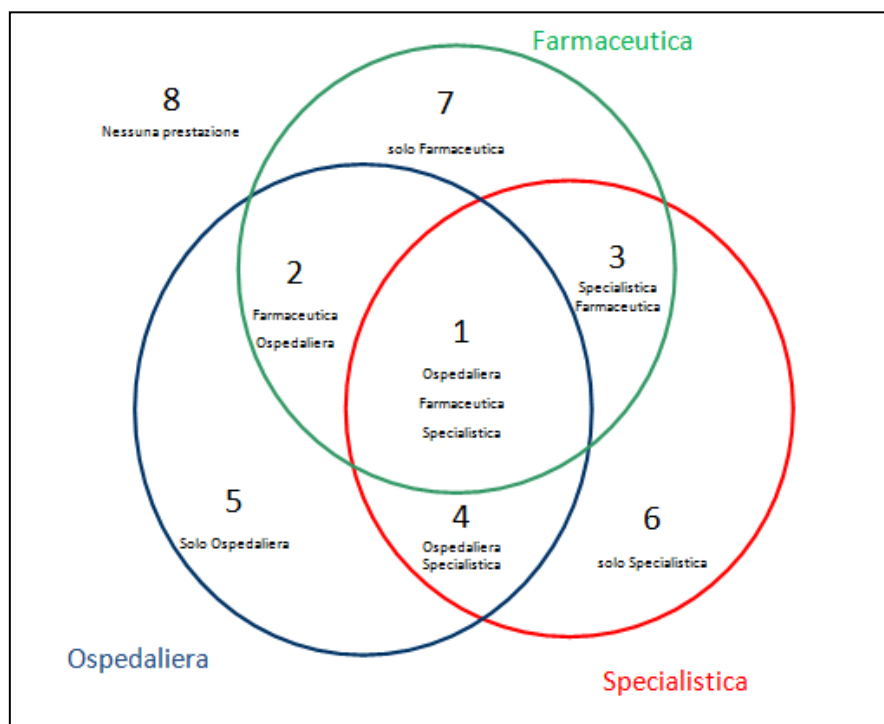 Farmaceutica
8
Nessuna prestazione
7
solo Farmaceutica
2
Farmaceutica
Ospedaliera
3
Specialistica
Farmaceutica
1
Ospedaliera
Farmaceutica
Specialistica
5
Solo Ospedaliera
4
Ospedaliera
Specialistica
6
solo Specialistica
Ospedaliera
Specialistica